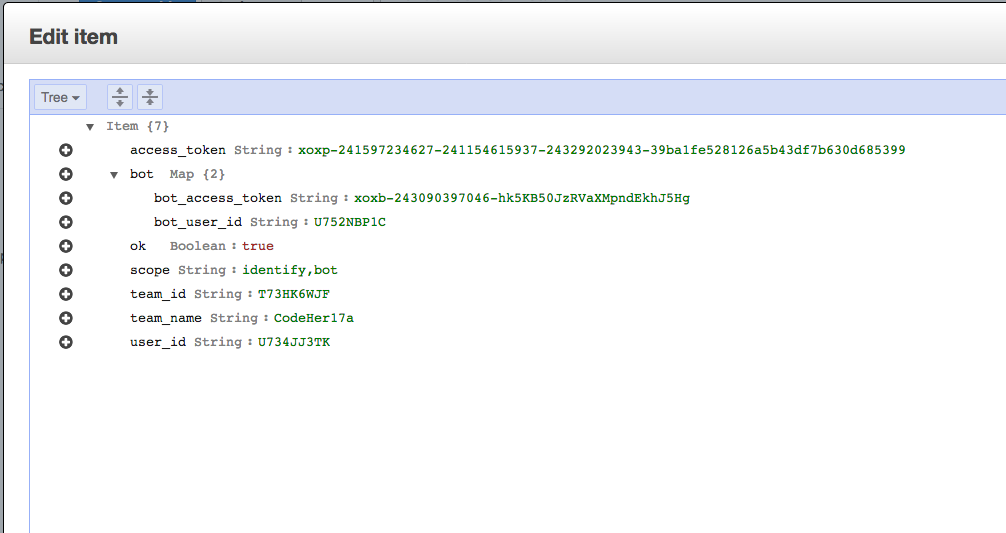 Edit item
Tree
Item {7}
access_token String : xoxp-241597234627-241154615937-243292023943-39ba1fe528126a5b43df7b630d685399
bot Map {2}
bot_access_token String : xoxb-243090397046-hk5KB50JzRVaXMpndEkhJ5Hg
bot_user_id String : U752NBP1C
ok Boolean : true
scope String : identify,bot
team_id String : T73HK6WJF
team_name String : CodeHer17a
user_id String : U734JJ3TK